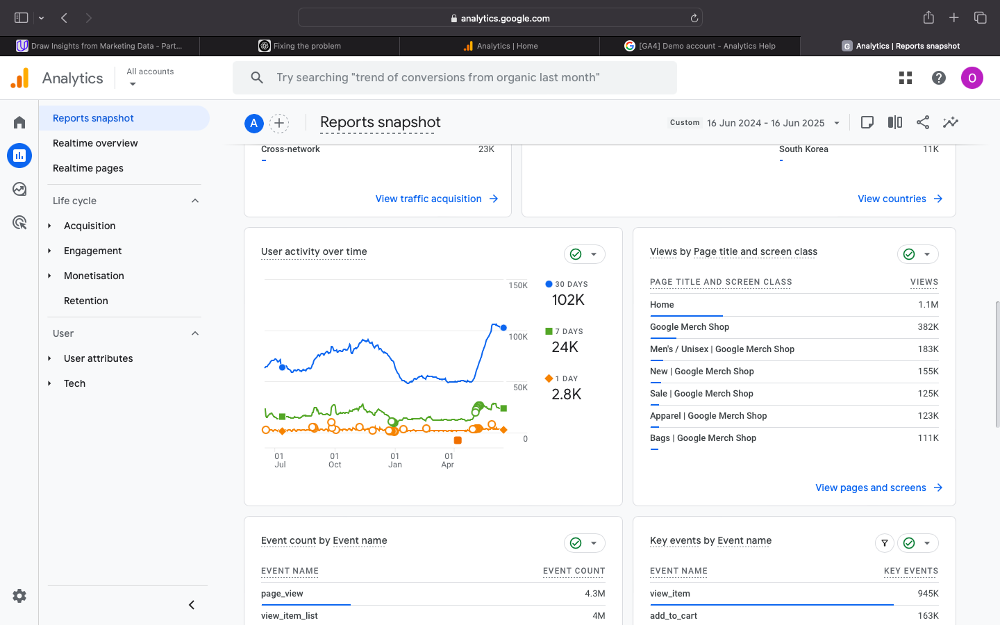 analytics.google.com
Draw Insights from Marketing Data - Part...
Fixing the problem
Analytics | Home
[GA4] Demo account - Analytics Help
G
Analytics | Reports snapshot
Analytics
All accounts
Try searching "trend of conversions from organic last month"
O
Reports snapshot
Realtime overview
Realtime pages
Life cycle
Acquisition
Engagement
Monetisation
Retention
User
User attributes
Tech
A
Reports snapshot
Custom 16 Jun 2024 - 16 Jun 2025
Cross-network 23K
View traffic acquisition
South Korea 11K
View countries
User activity over time
150K
100K
50K
0
01 Jul
01 Oct
01 Jan
01 Apr
30 DAYS
102K
7 DAYS
24K
1 DAY
2.8K
Views by Page title and screen class
PAGE TITLE AND SCREEN CLASS VIEWS
Home 1.1M
Google Merch Shop 382K
Men's / Unisex | Google Merch Shop 183K
New | Google Merch Shop 155K
Sale | Google Merch Shop 125K
Apparel | Google Merch Shop 123K
Bags | Google Merch Shop 111K
View pages and screens
Event count by Event name
EVENT NAME EVENT COUNT
page_view 4.3M
view_item_list 4M
Key events by Event name
EVENT NAME KEY EVENTS
view_item 945K
add_to_cart 163K